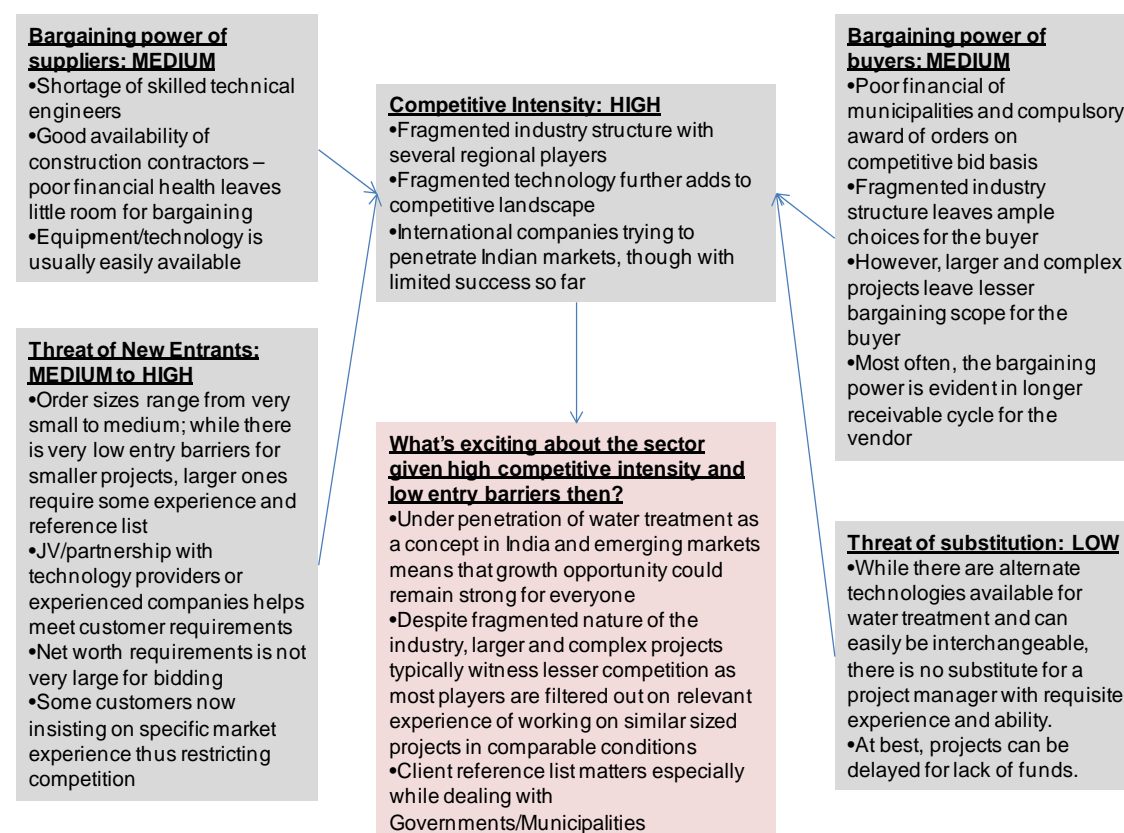 Bargaining power of
suppliers: MEDIUM
•Shortage of skilled technical
engineers
•Good availability of
construction contractors –
poor financial health leaves
little room for bargaining
•Equipment/technology is
usually easily available
Threat of New Entrants:
MEDIUM to HIGH
•Order sizes range from very
small to medium; while there
is very low entry barriers for
smaller projects, larger ones
require some experience and
reference list
•JV/partnership with
technology providers or
experienced companies helps
meet customer requirements
•Net worth requirements is not
very large for bidding
•Some customers now
insisting on specific market
experience thus restricting
competition
Competitive Intensity: HIGH
•Fragmented industry structure with
several regional players
•Fragmented technology further adds to
competitive landscape
•International companies trying to
penetrate Indian markets, though with
limited success so far
What's exciting about the sector
given high competitive intensity and
low entry barriers then?
•Under penetration of water treatment as
a concept in India and emerging markets
means that growth opportunity could
remain strong for everyone
•Despite fragmented nature of the
industry, larger and complex projects
typically witness lesser competition as
most players are filtered out on relevant
experience of working on similar sized
projects in comparable conditions
•Client reference list matters especially
while dealing with
Governments/Municipalities
Bargaining power of
buyers: MEDIUM
•Poor financial of
municipalities and compulsory
award of orders on
competitive bid basis
•Fragmented industry
structure leaves ample
choices for the buyer
•However, larger and complex
projects leave lesser
bargaining scope for the
buyer
•Most often, the bargaining
power is evident in longer
receivable cycle for the
vendor
Threat of substitution: LOW
•While there are alternate
technologies available for
water treatment and can
easily be interchangeable,
there is no substitute for a
project manager with requisite
experience and ability.
•At best, projects can be
delayed for lack of funds.